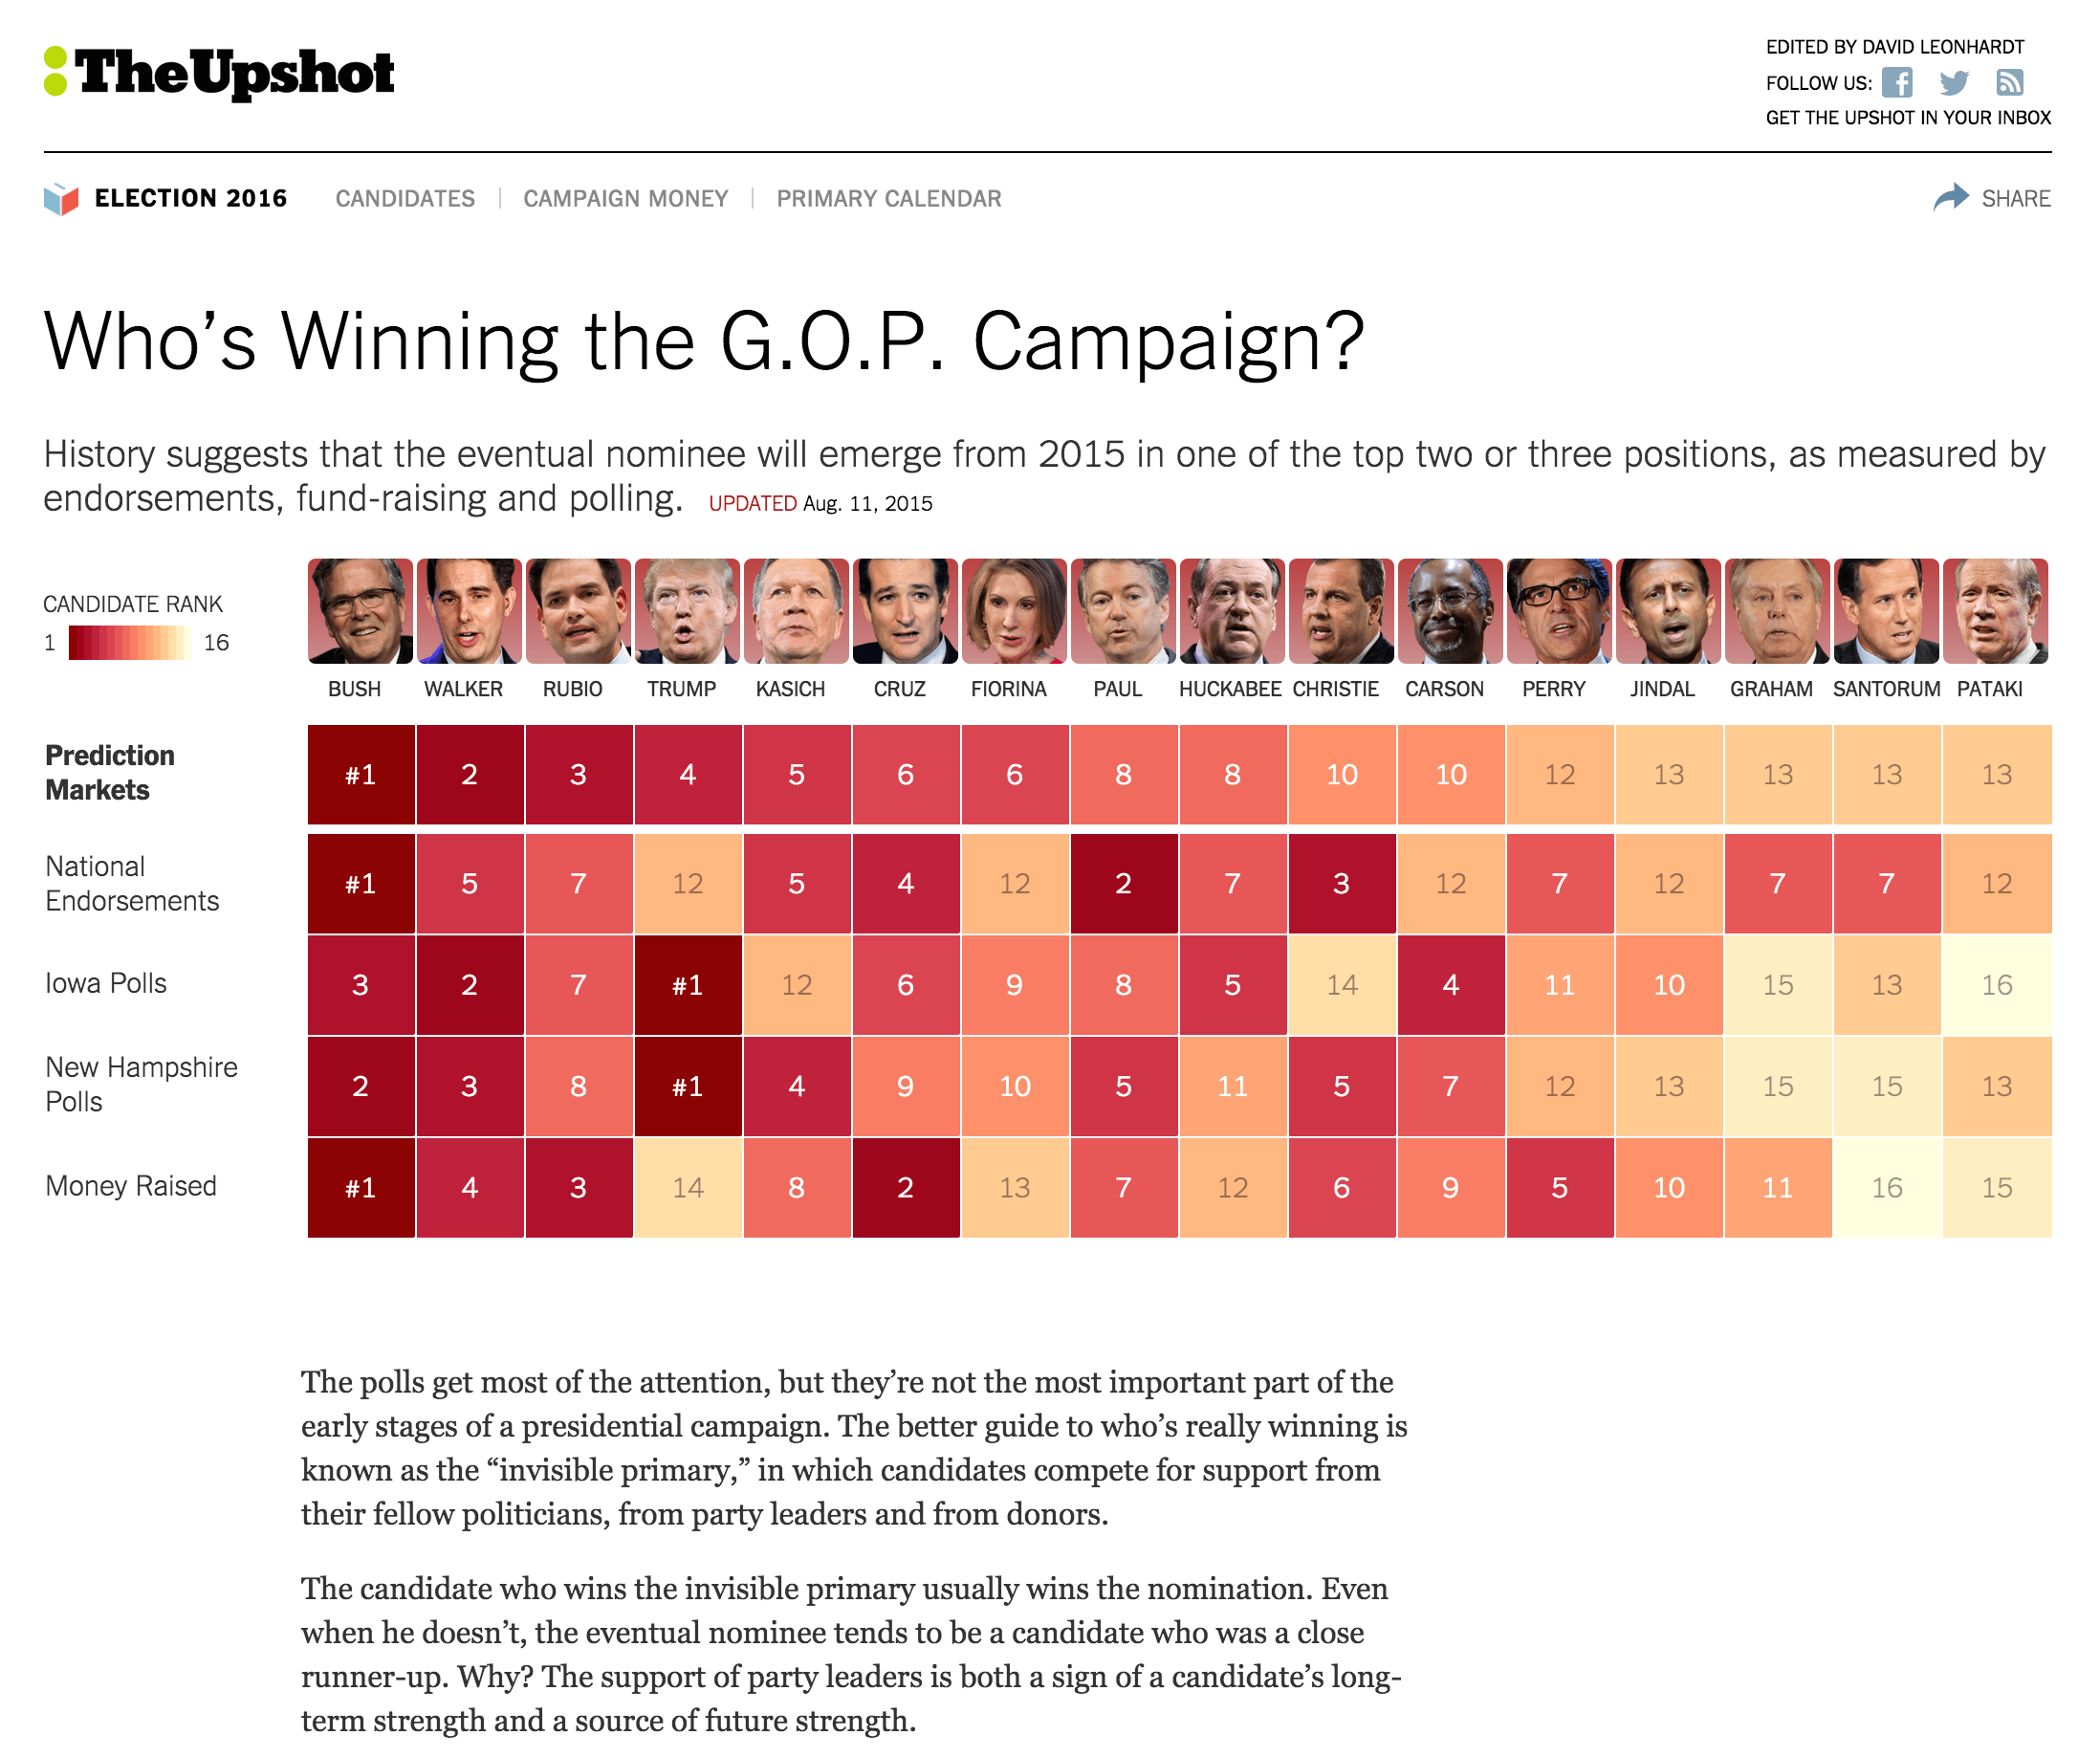 TheUpshot
EDITED BY DAVID LEONHARDT
FOLLOW US:
GET THE UPSHOT IN YOUR INBOX
ELECTION 2016 CANDIDATES CAMPAIGN MONEY PRIMARY CALENDAR SHARE
Who’s Winning the G.O.P. Campaign?
History suggests that the eventual nominee will emerge from 2015 in one of the top two or three positions, as measured by
endorsements, fund-raising and polling. UPDATED Aug. 11, 2015
CANDIDATE RANK
1 16
BUSH WALKER RUBIO TRUMP KASICH CRUZ FIORINA PAUL HUCKABEE CHRISTIE CARSON PERRY JINDAL GRAHAM SANTORUM PATAKI
Prediction
Markets
#1 2 3 4 5 6 6 8 8 10 10 12 13 13 13 13
National
Endorsements
#1 5 7 12 5 4 12 2 7 3 12 7 12 7 7 12
Iowa Polls 3 2 7 #1 12 6 9 8 5 14 4 11 10 15 13 16
New Hampshire
Polls
2 3 8 #1 4 9 10 5 11 5 7 12 13 15 15 13
Money Raised #1 4 3 14 8 2 13 7 12 6 9 5 10 11 16 15
The polls get most of the attention, but they’re not the most important part of the
early stages of a presidential campaign. The better guide to who’s really winning is
known as the “invisible primary,” in which candidates compete for support from
their fellow politicians, from party leaders and from donors.
The candidate who wins the invisible primary usually wins the nomination. Even
when he doesn’t, the eventual nominee tends to be a candidate who was a close
runner-up. Why? The support of party leaders is both a sign of a candidate’s long-
term strength and a source of future strength.